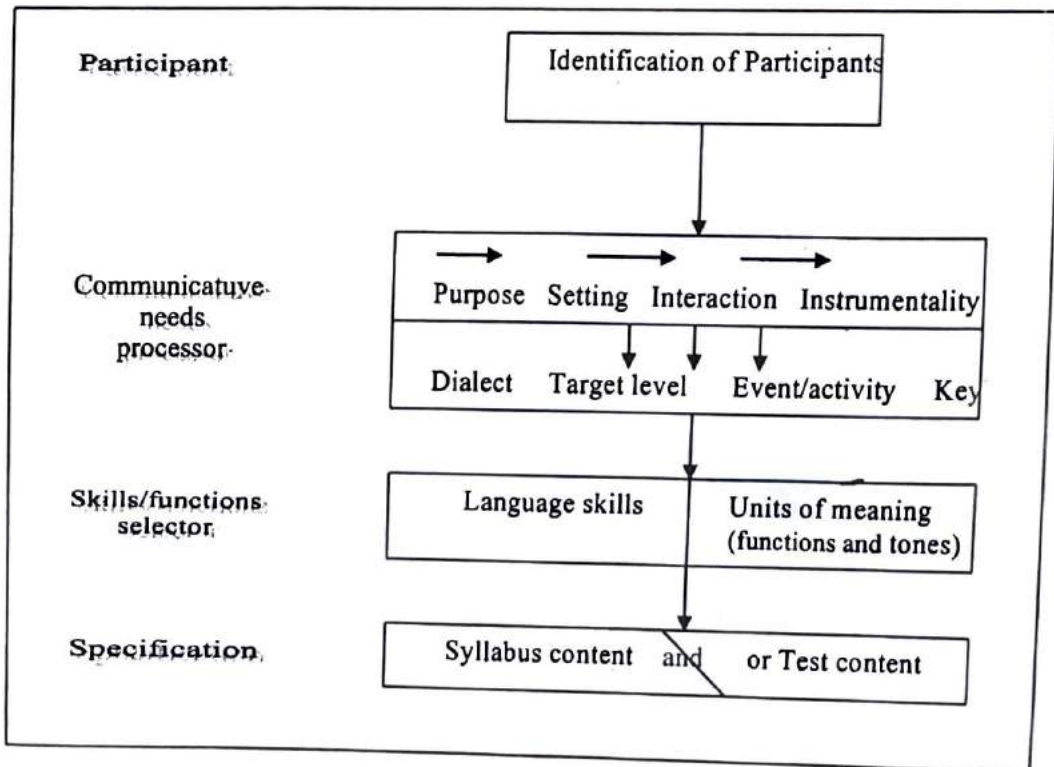 Participant
Identification of Participants
Communicatuve
needs
processor
Purpose Setting Interaction Instrumentality
Dialect Target level Event/activity Key
Skills/functions
selector
Language skills
Units of meaning
(functions and tones)
Specification
Syllabus content and or Test content